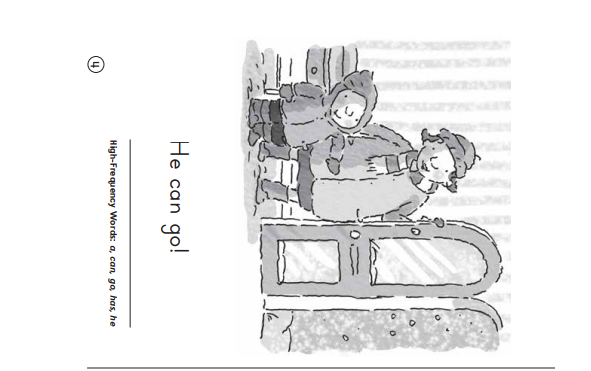 He can go!
High-Frequency Words: a, can, go, has, he
4